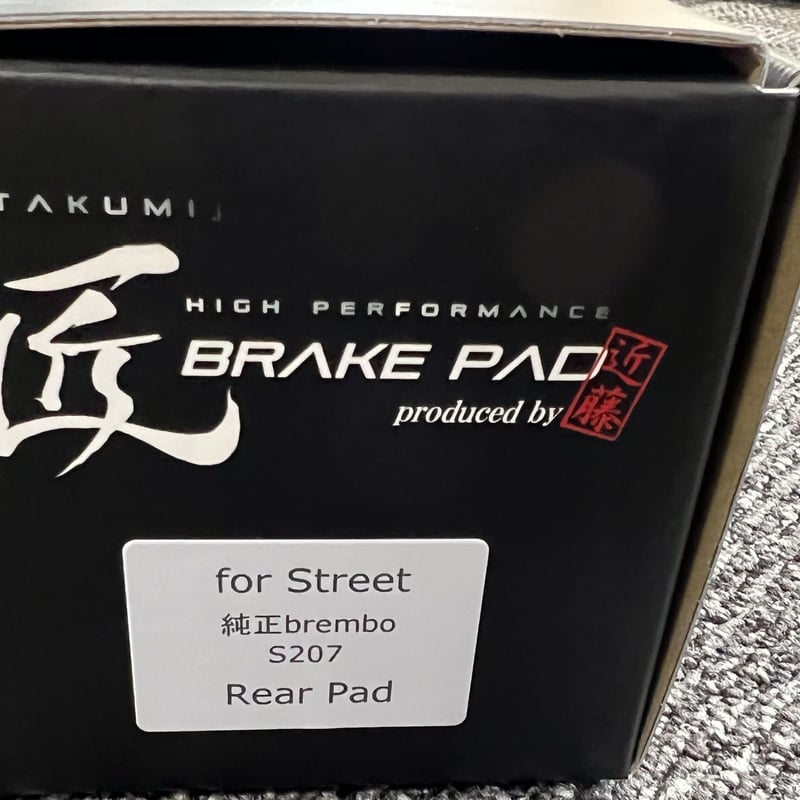 TAKUMI
匠
HIGH PERFORMANCE
BRAKE PAD
produced by 近藤
for Street
純正brembo
S207
Rear Pad